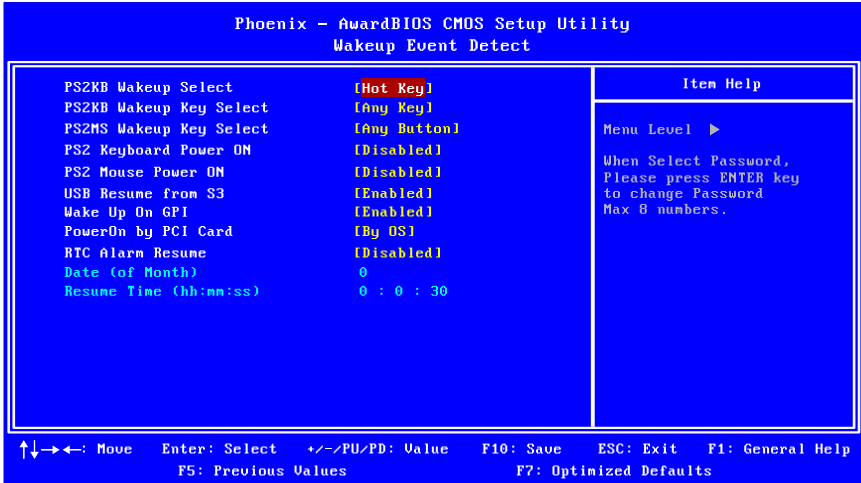 Phoenix - AwardBIOS CMOS Setup Utility
Wakeup Event Detect
PS2KB Wakeup Select [Hot Key]
PS2KB Wakeup Key Select [Any Key]
PS2MS Wakeup Key Select [Any Button]
PS2 Keyboard Power ON [Disabled]
PS2 Mouse Power ON [Disabled]
USB Resume from S3 [Enabled]
Wake Up On GPI [Enabled]
PowerOn by PCI Card [By OS]
RTC Alarm Resume [Disabled]
Date (of Month) 0
Resume Time (hh:mm:ss) 0 : 0 : 30
Item Help
Menu Level ▶
When Select Password,
Please press ENTER key
to change Password
Max 8 numbers.
↑↓→←: Move Enter: Select +/-/PU/PD: Value F10: Save ESC: Exit F1: General Help
F5: Previous Values F7: Optimized Defaults